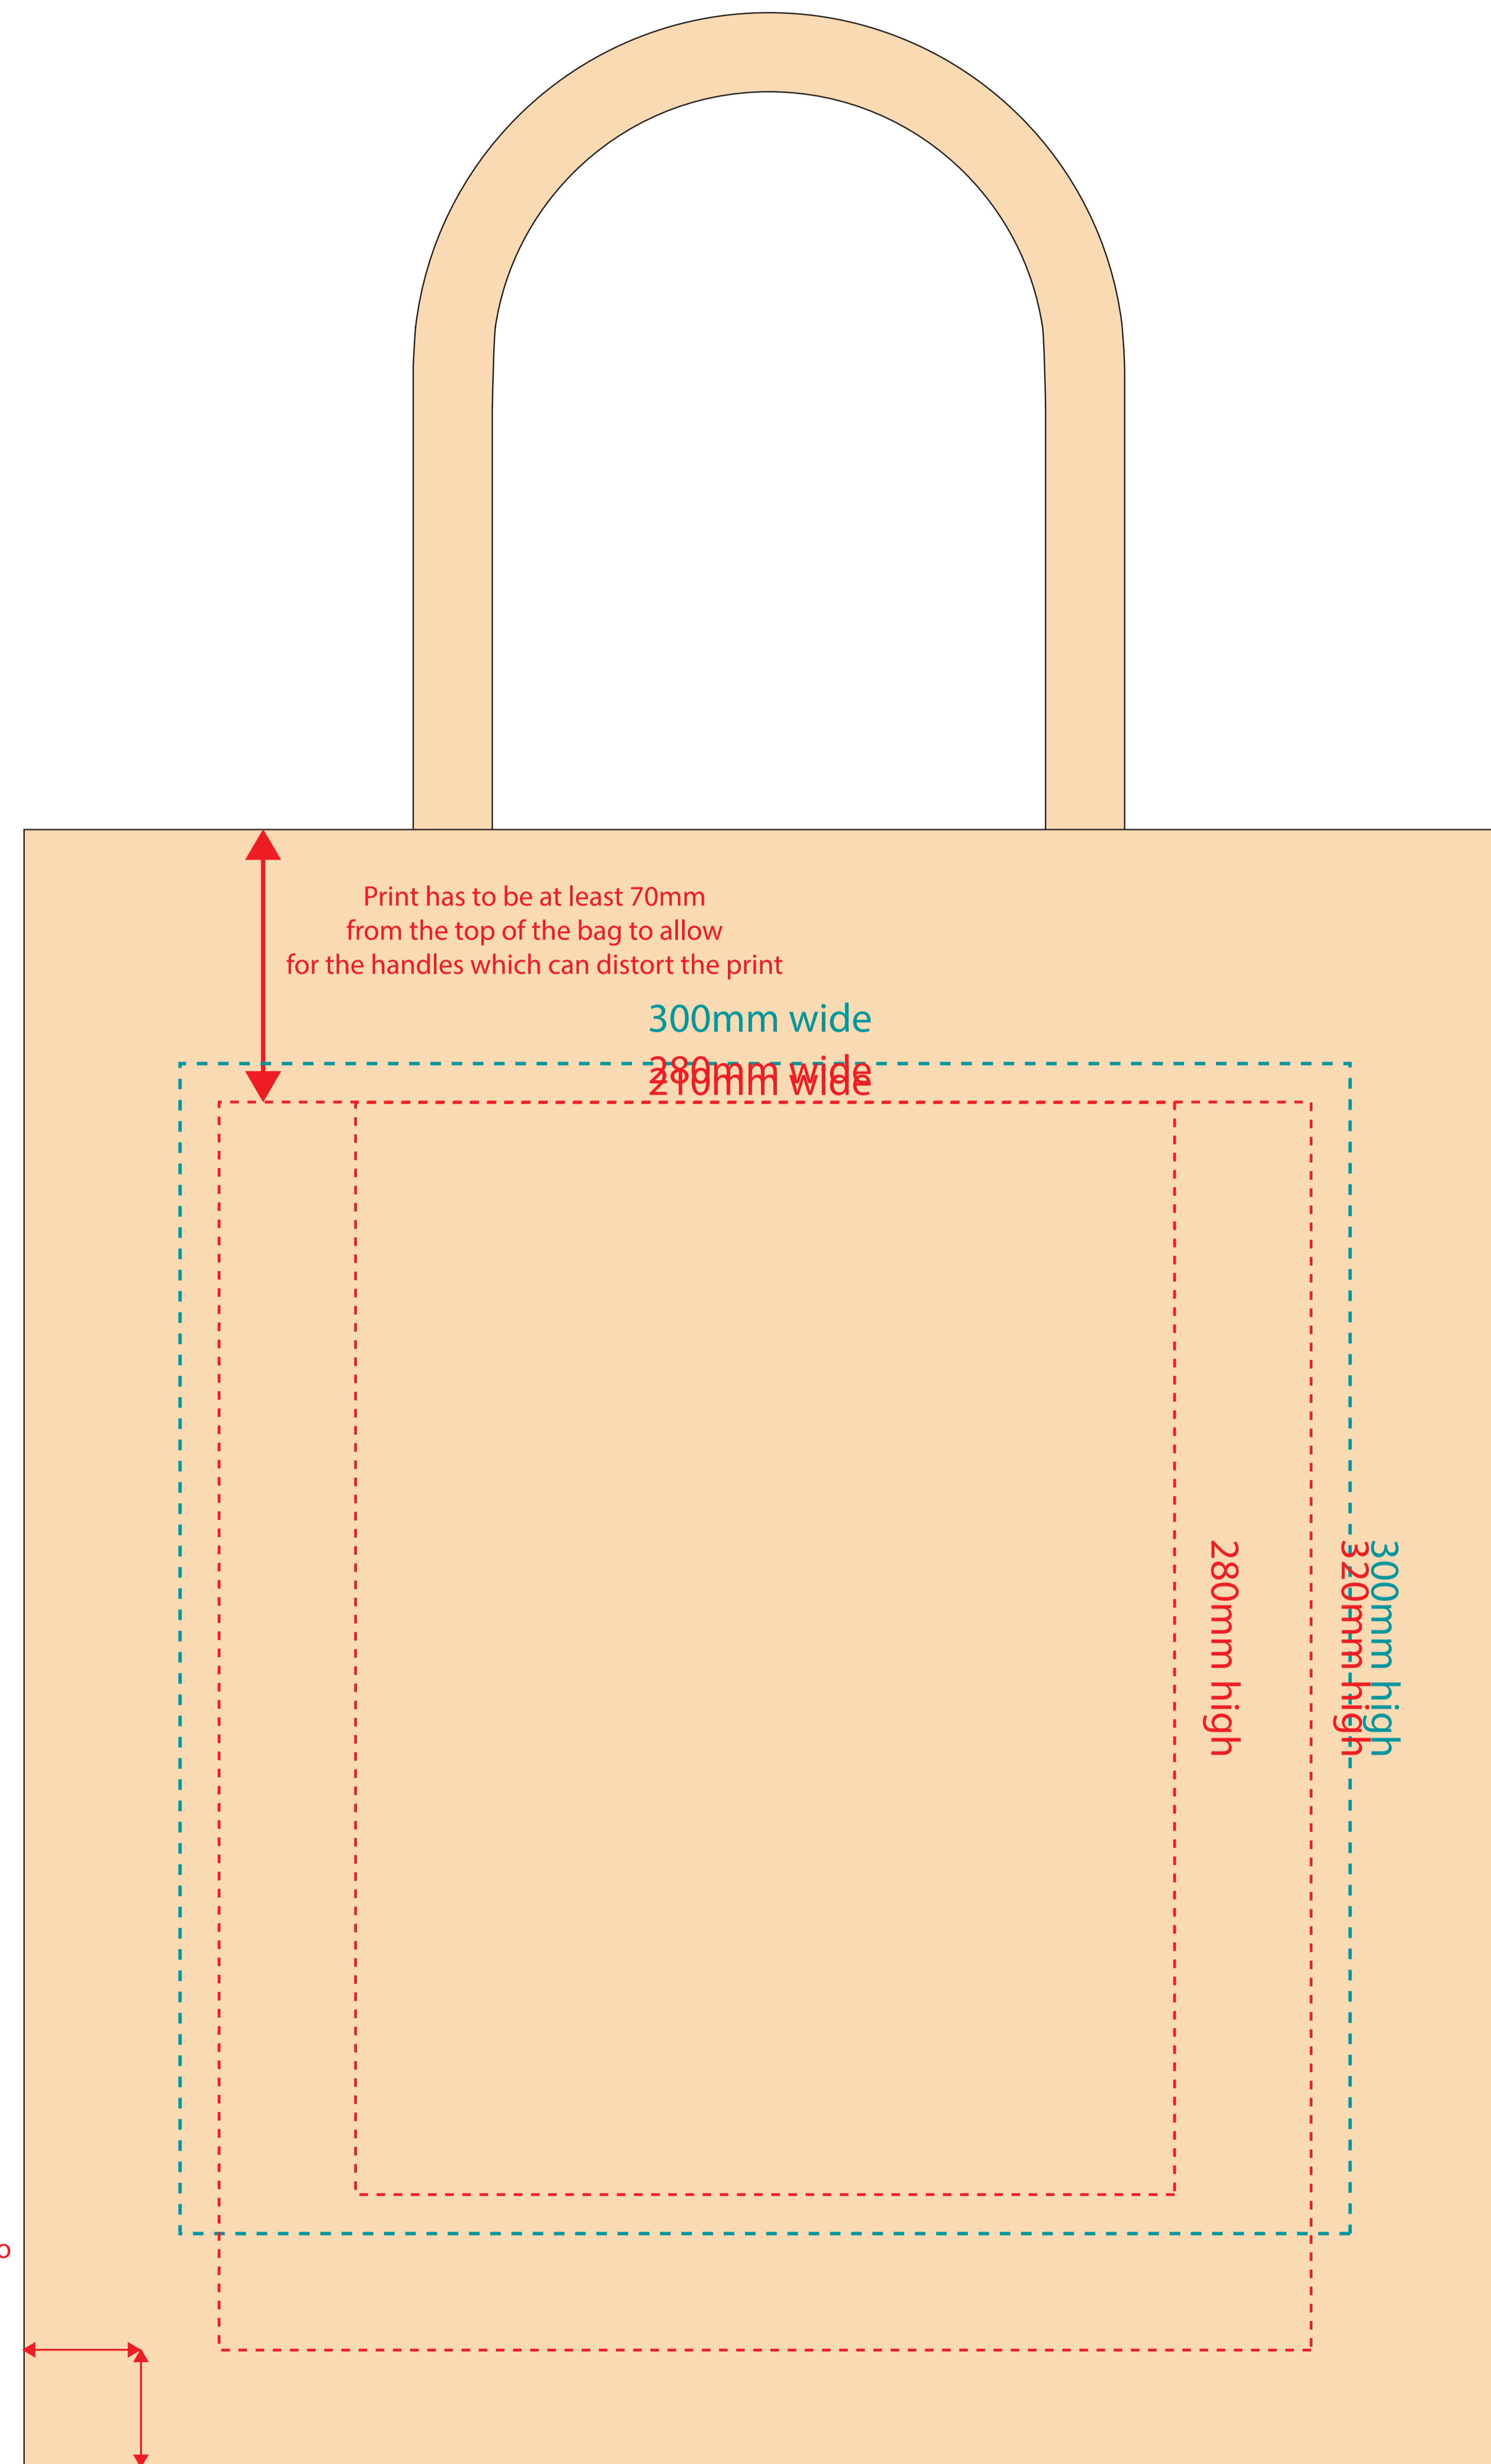 Print has to be at least 70mm
from the top of the bag to allow
for the handles which can distort the print
300mm wide
280mm wide
210mm wide
280mm high
320mm high
300mm high